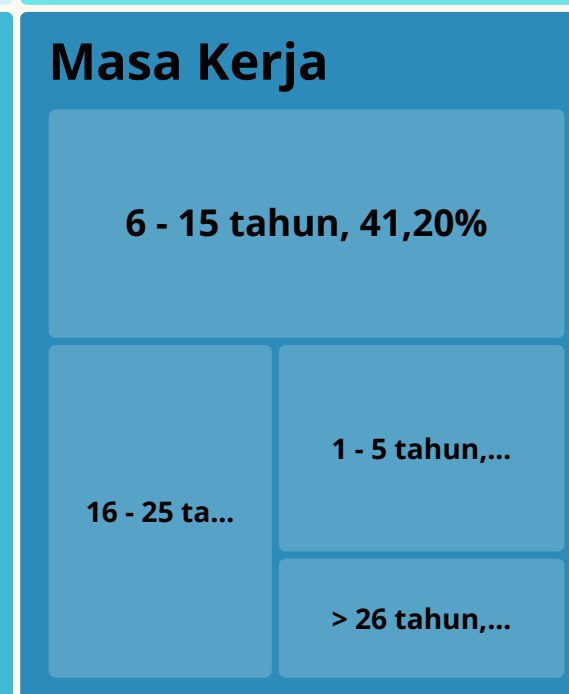 Masa Kerja
6 - 15 tahun, 41,20%
1 - 5 tahun,...
16 - 25 ta...
> 26 tahun,...